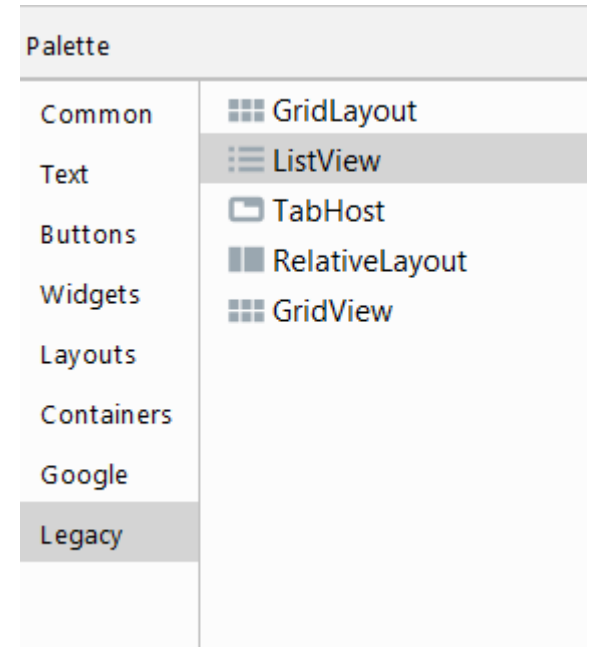 Palette
Common
Text
Buttons
Widgets
Layouts
Containers
Google
Legacy
GridLayout
ListView
TabHost
RelativeLayout
GridView